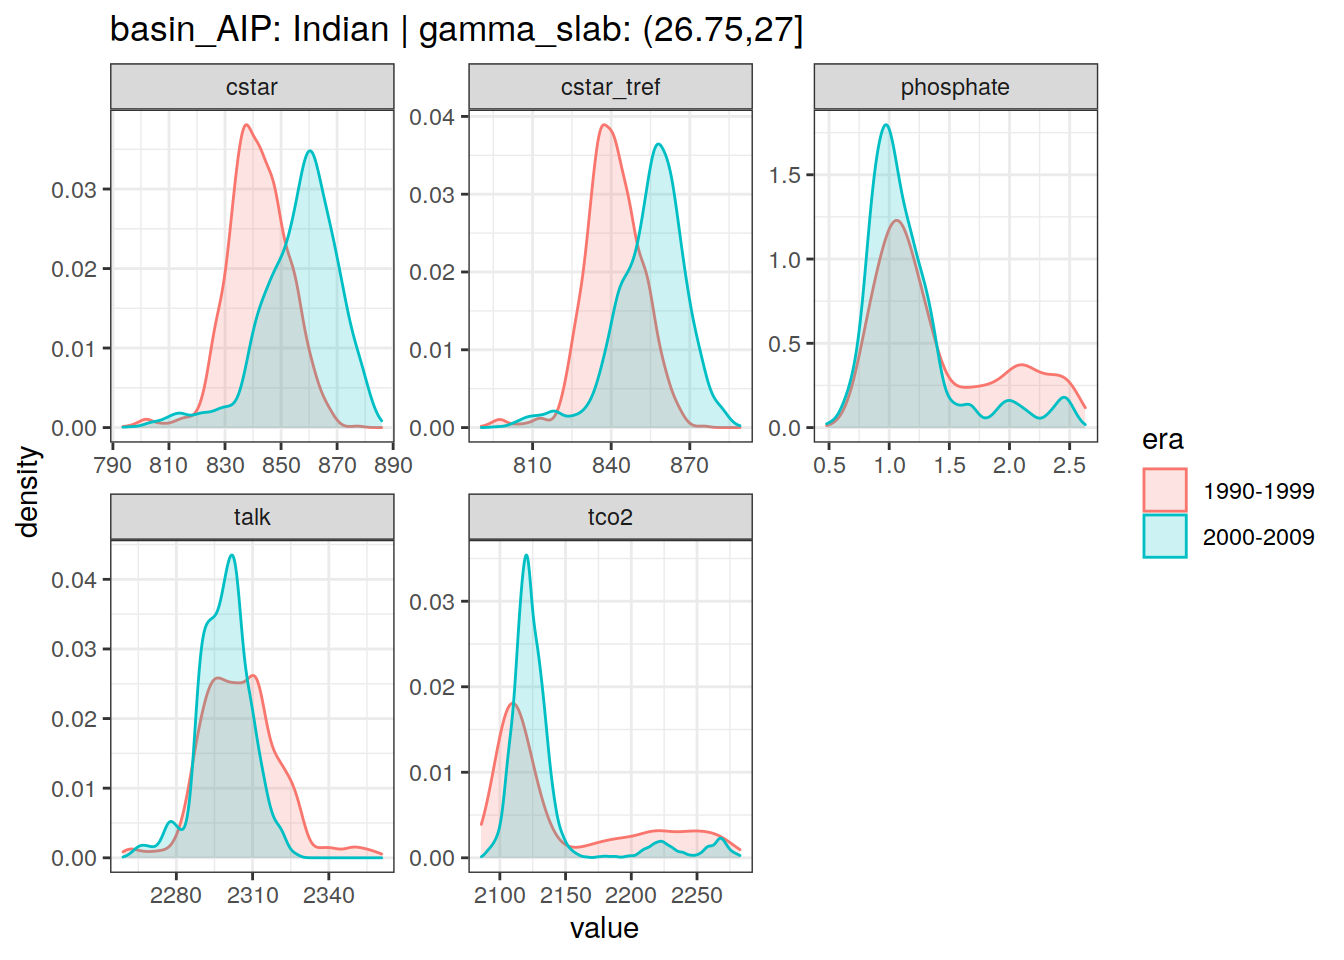 basin_AIP: Indian | gamma_slab: (26.75,27]
cstar
cstar_tref
phosphate
0.03
0.02
0.01
0.00
790 810 830 850 870 890
0.04
0.03
0.02
0.01
0.00
810 840 870
1.5
1.0
0.5
0.0
0.5 1.0 1.5 2.0 2.5
density
talk
tco2
0.04
0.03
0.02
0.01
0.00
2280 2310 2340
0.03
0.02
0.01
0.00
2100 2150 2200 2250
value
era
1990-1999
2000-2009